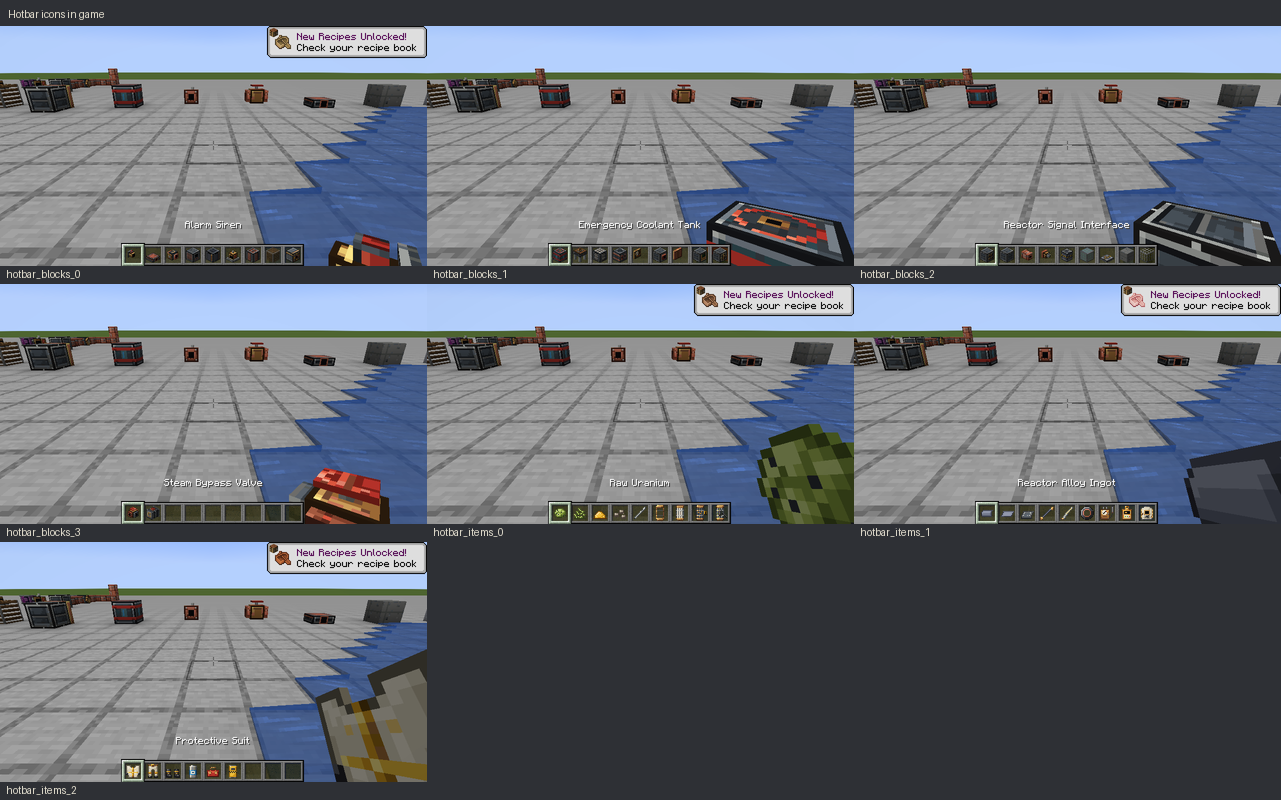 Hotbar icons in game
New Recipes Unlocked!
Check your recipe book
Alarm Siren
Emergency Coolant Tank
Reactor Signal Interface
hotbar_blocks_0
hotbar_blocks_1
hotbar_blocks_2
New Recipes Unlocked!
Check your recipe book
New Recipes Unlocked!
Check your recipe book
Steam Bypass Valve
Raw Uranium
Reactor Alloy Ingot
hotbar_blocks_3
hotbar_items_0
hotbar_items_1
New Recipes Unlocked!
Check your recipe book
Protective Suit
hotbar_items_2